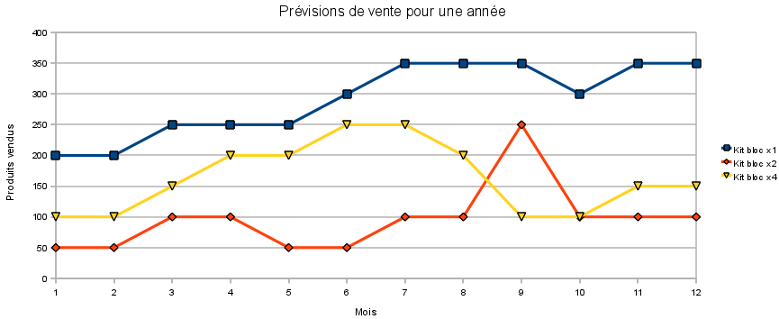 Prévisions de vente pour une année
400
350
300
250
200
150
100
50
0
Produits vendus
1 2 3 4 5 6 7 8 9 10 11 12
Mois
Kit bloc x1
Kit bloc x2
Kit bloc x4